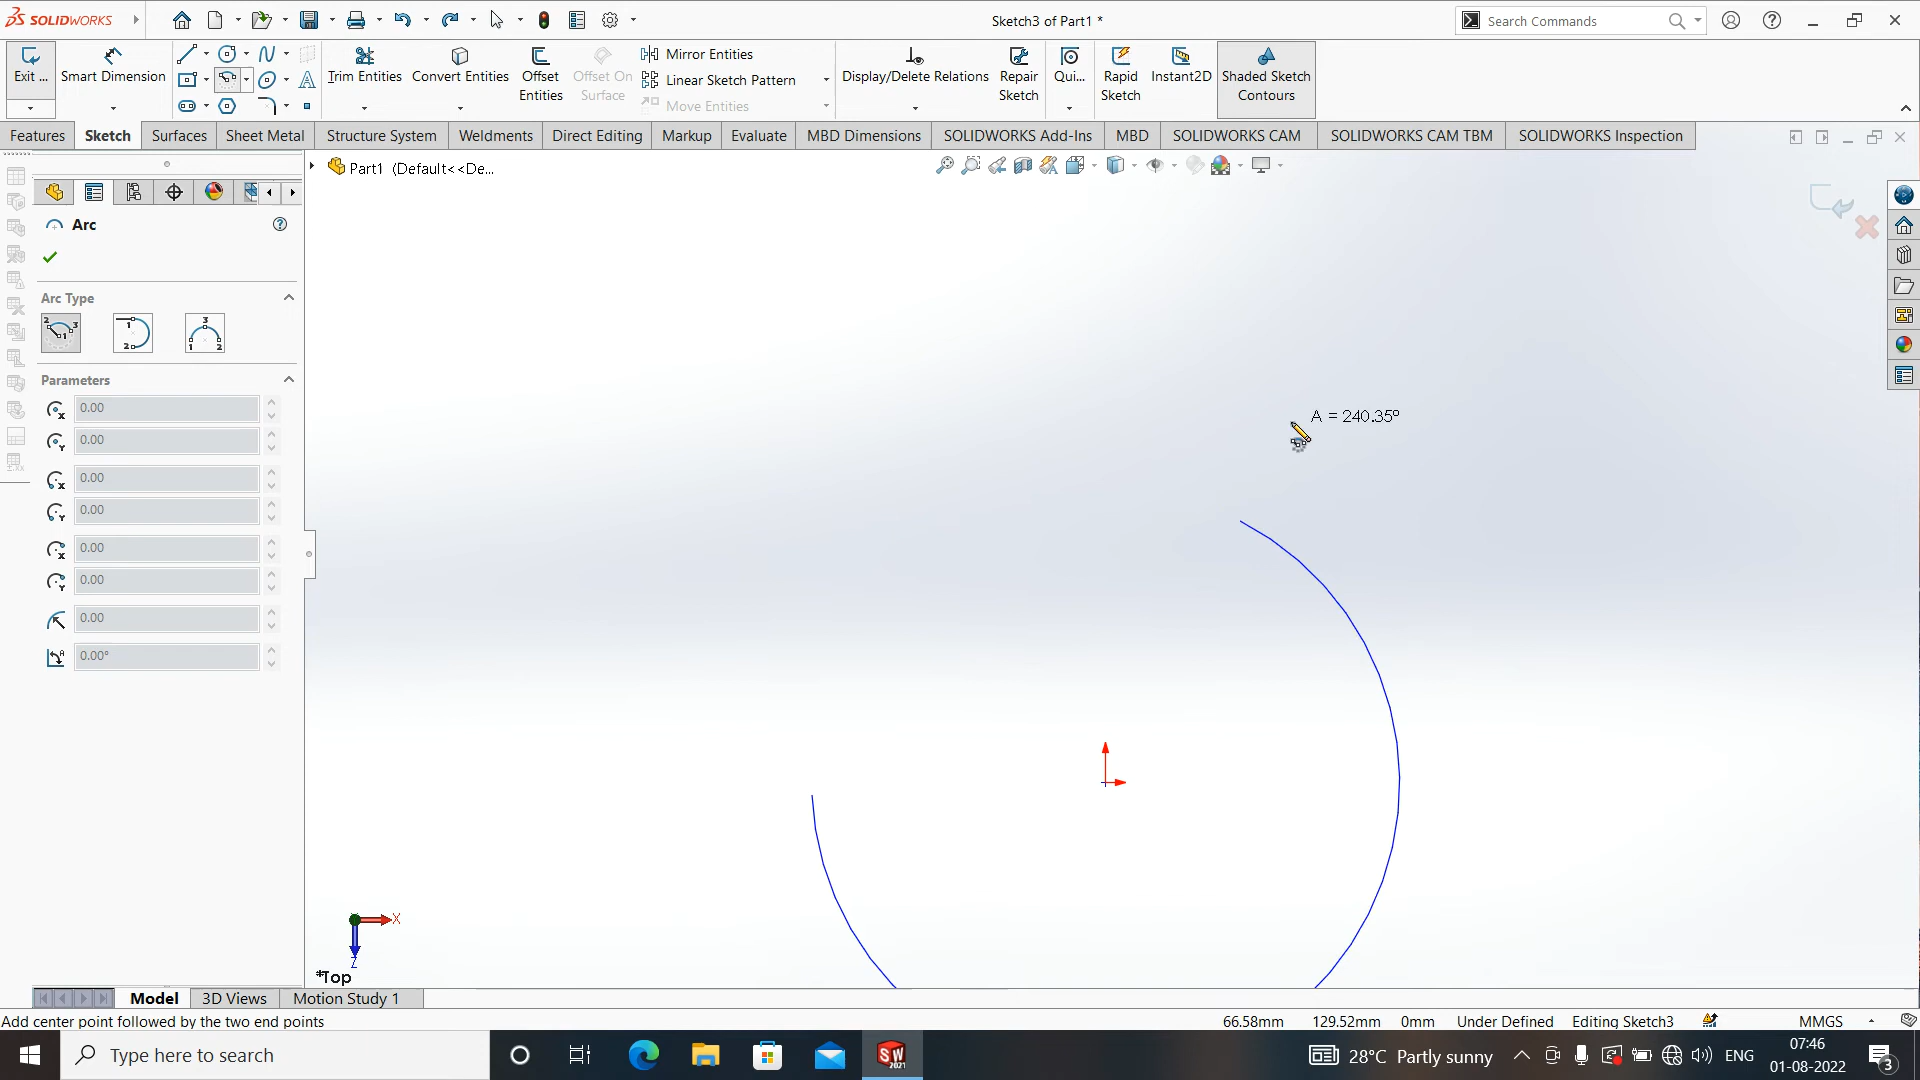 SOLIDWORKS
Sketch3 of Part1 *
Search Commands
Exit ...
Smart Dimension
Trim Entities
Convert Entities
Offset Entities
Offset On Surface
Mirror Entities
Linear Sketch Pattern
Move Entities
Display/Delete Relations
Repair Sketch
Qui...
Rapid Sketch
Instant2D
Shaded Sketch Contours
Features
Sketch
Surfaces
Sheet Metal
Structure System
Weldments
Direct Editing
Markup
Evaluate
MBD Dimensions
SOLIDWORKS Add-Ins
MBD
SOLIDWORKS CAM
SOLIDWORKS CAM TBM
SOLIDWORKS Inspection
Part1 (Default<<De...
Arc
Arc Type
Parameters
0.00
0.00
0.00
0.00
0.00
0.00
0.00
0.00°
A = 240.35°
X
Z
*Top
Model
3D Views
Motion Study 1
Add center point followed by the two end points
66.58mm
129.52mm
0mm
Under Defined
Editing Sketch3
MMGS
Type here to search
28°C Partly sunny
ENG
07:46
01-08-2022
3